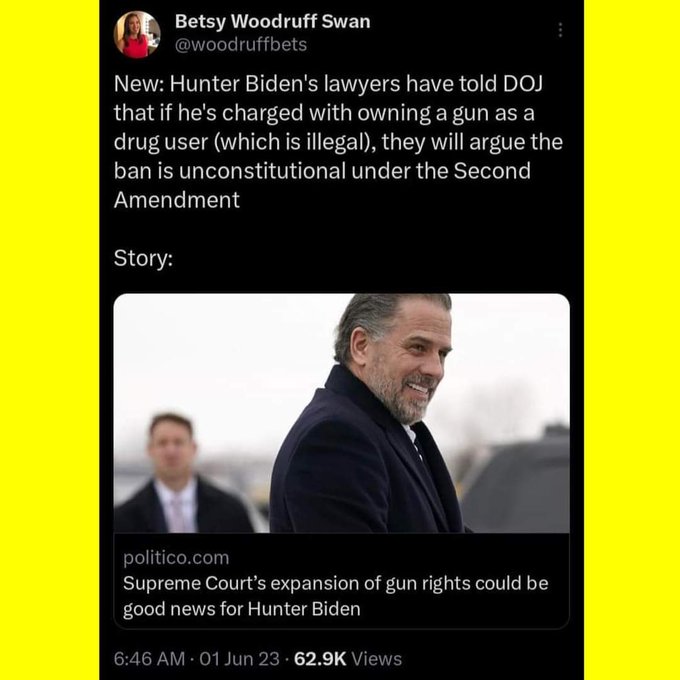 Betsy Woodruff Swan
@woodruffbets
New: Hunter Biden's lawyers have told DOJ
that if he's charged with owning a gun as a
drug user (which is illegal), they will argue the
ban is unconstitutional under the Second
Amendment
Story:
politico.com
Supreme Court's expansion of gun rights could be
good news for Hunter Biden
6:46 AM · 01 Jun 23 · 62.9K Views